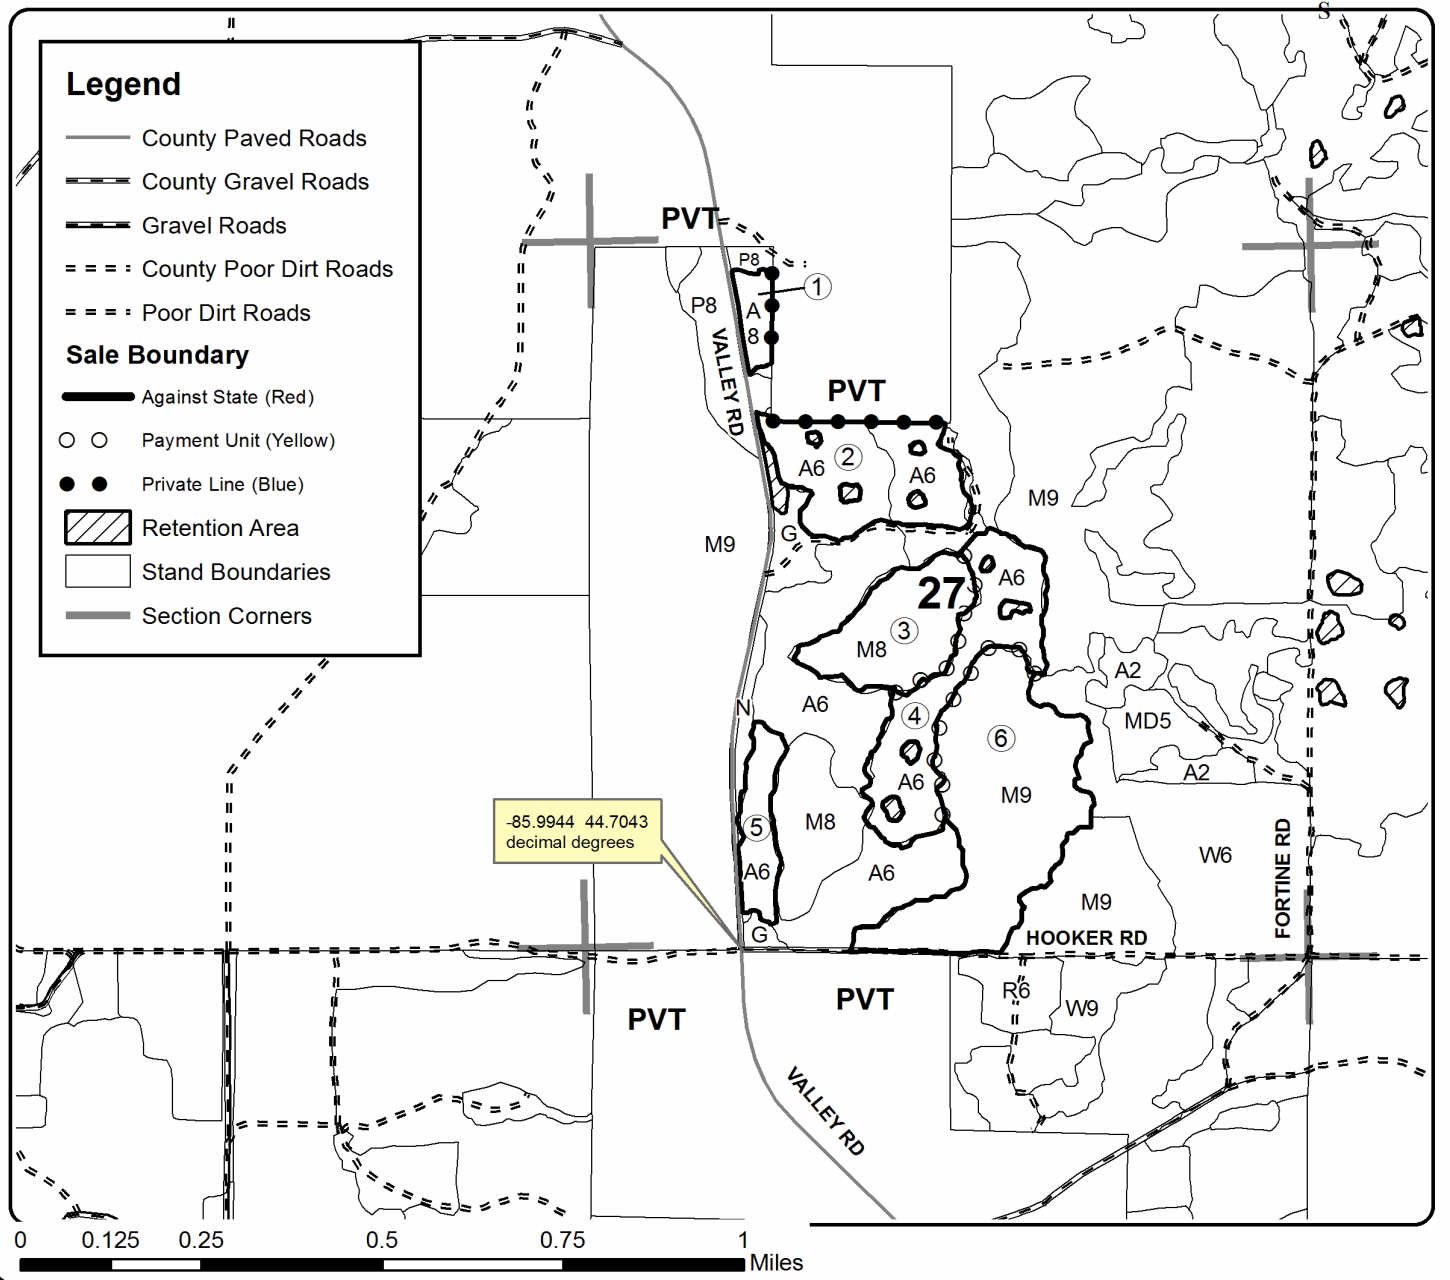 S
Legend
County Paved Roads
County Gravel Roads
Gravel Roads
County Poor Dirt Roads
Poor Dirt Roads
Sale Boundary
Against State (Red)
Payment Unit (Yellow)
Private Line (Blue)
Retention Area
Stand Boundaries
Section Corners
PVT
P8
1
P8
A
8
VALLEY RD
PVT
2
A6
A6
M9
G
M9
A6
27
3
M8
A2
A6
N
4
MD5
6
A2
A6
M9
-85.9944 44.7043
decimal degrees
5
M8
W6
A6
A6
FORTINE RD
M9
G
HOOKER RD
PVT
PVT
R6
W9
VALLEY RD
0
0.125
0.25
0.5
0.75
1
Miles